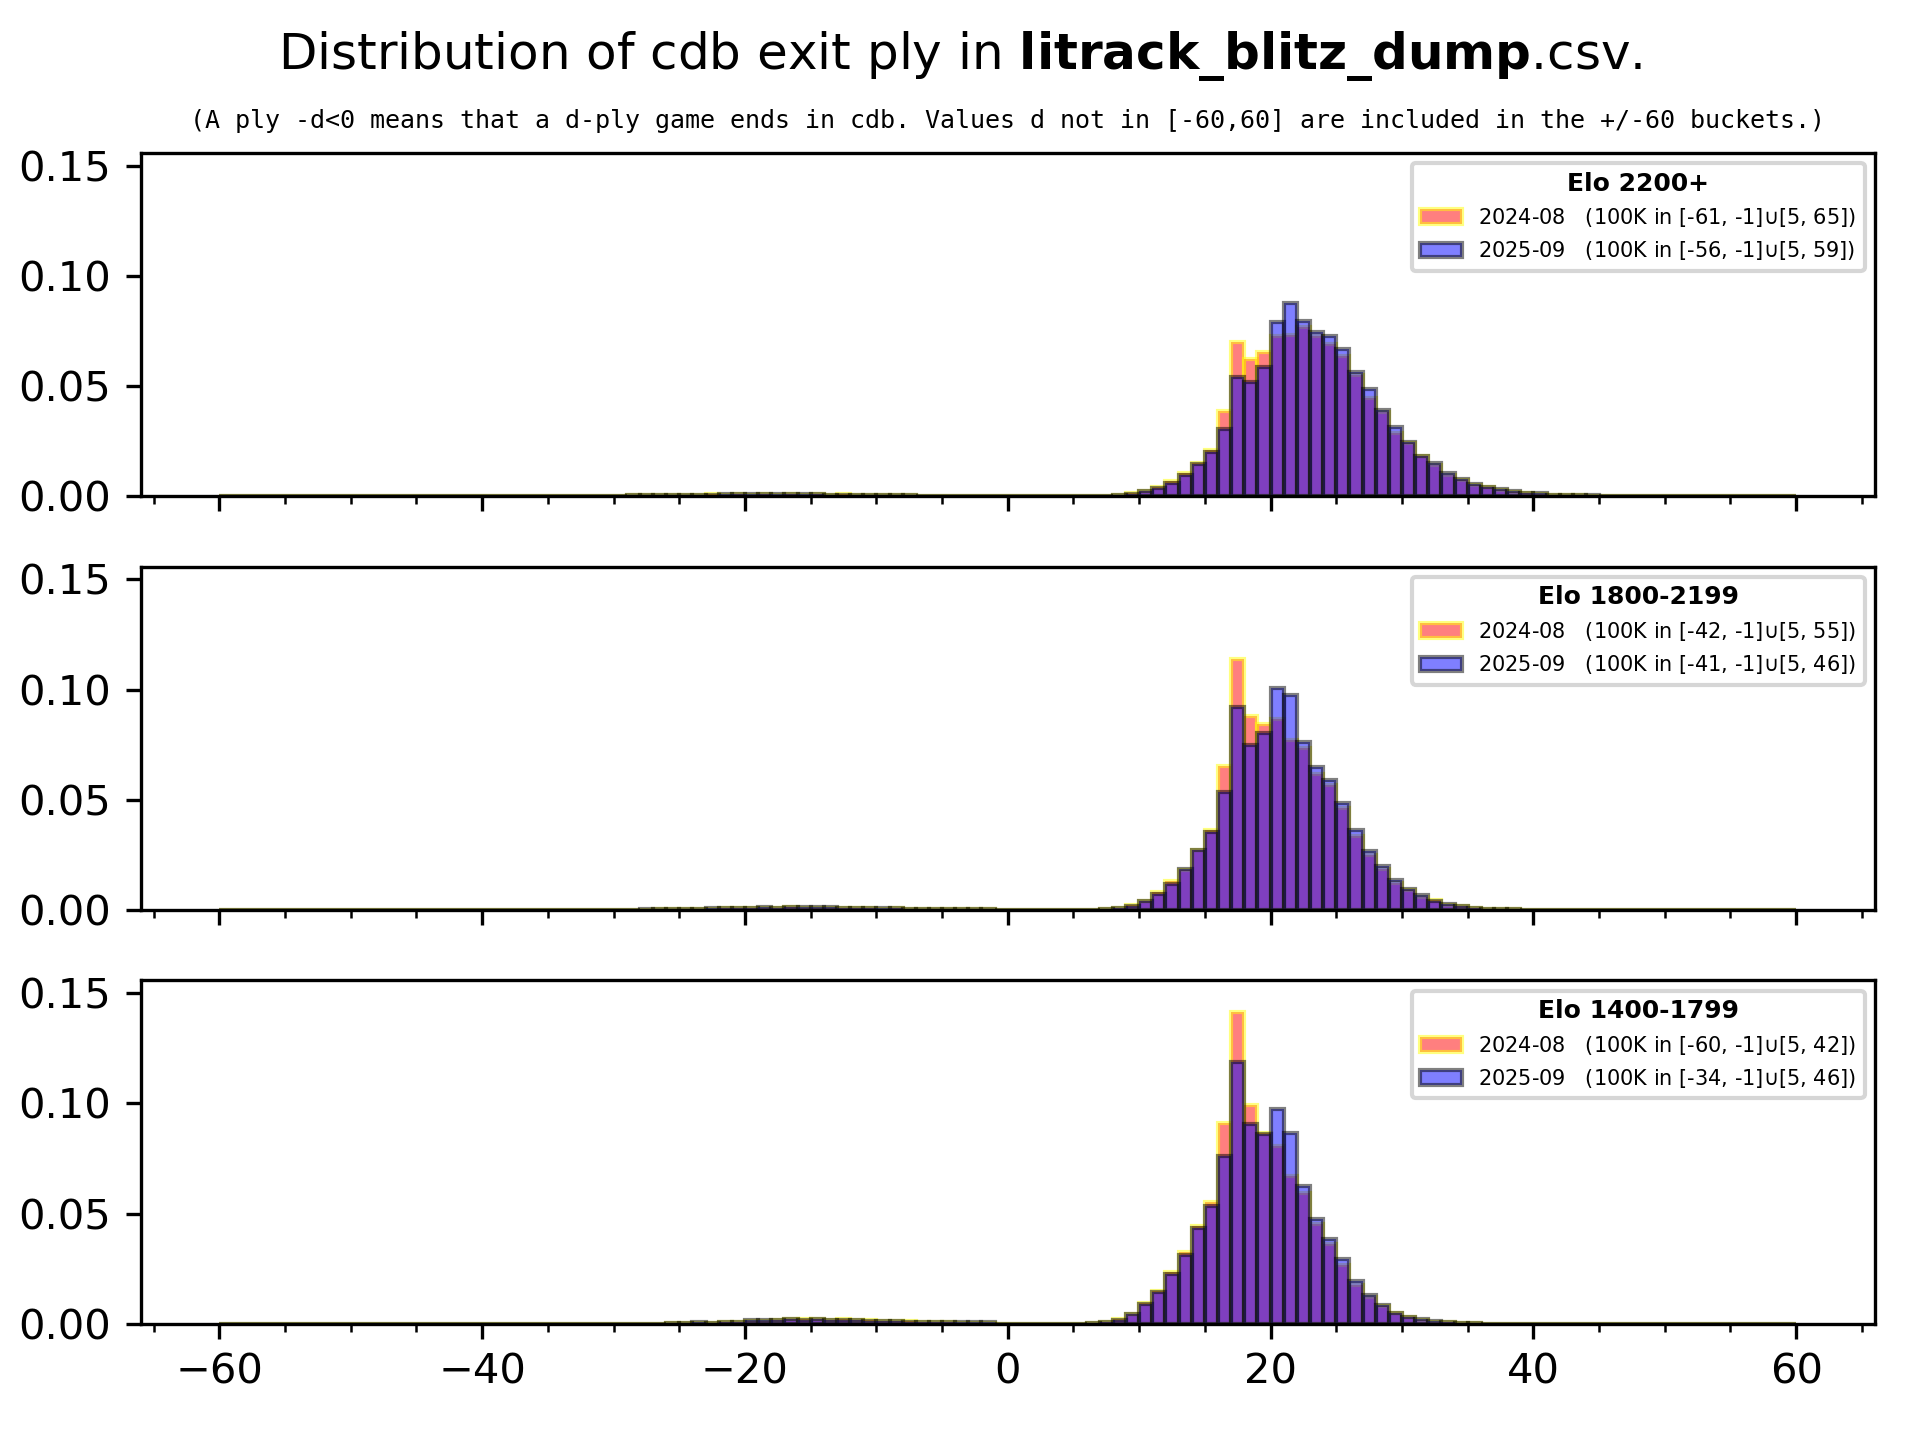 Distribution of cdb exit ply in litrack_blitz_dump.csv.
(A ply -d<0 means that a d-ply game ends in cdb. Values d not in [-60,60] are included in the +/-60 buckets.)
0.15
0.10
0.05
0.00
Elo 2200+
2024-08 (100K in [-61, -1]∪[5, 65])
2025-09 (100K in [-56, -1]∪[5, 59])
0.15
0.10
0.05
0.00
Elo 1800-2199
2024-08 (100K in [-42, -1]∪[5, 55])
2025-09 (100K in [-41, -1]∪[5, 46])
0.15
0.10
0.05
0.00
Elo 1400-1799
2024-08 (100K in [-60, -1]∪[5, 42])
2025-09 (100K in [-34, -1]∪[5, 46])
−60 −40 −20 0 20 40 60